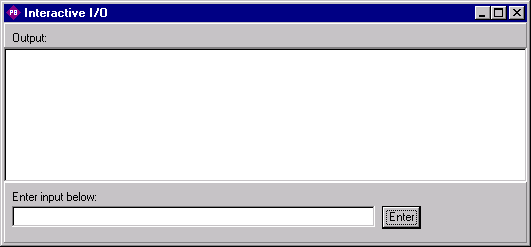 PB Interactive I/O
Output:
Enter input below:
Enter